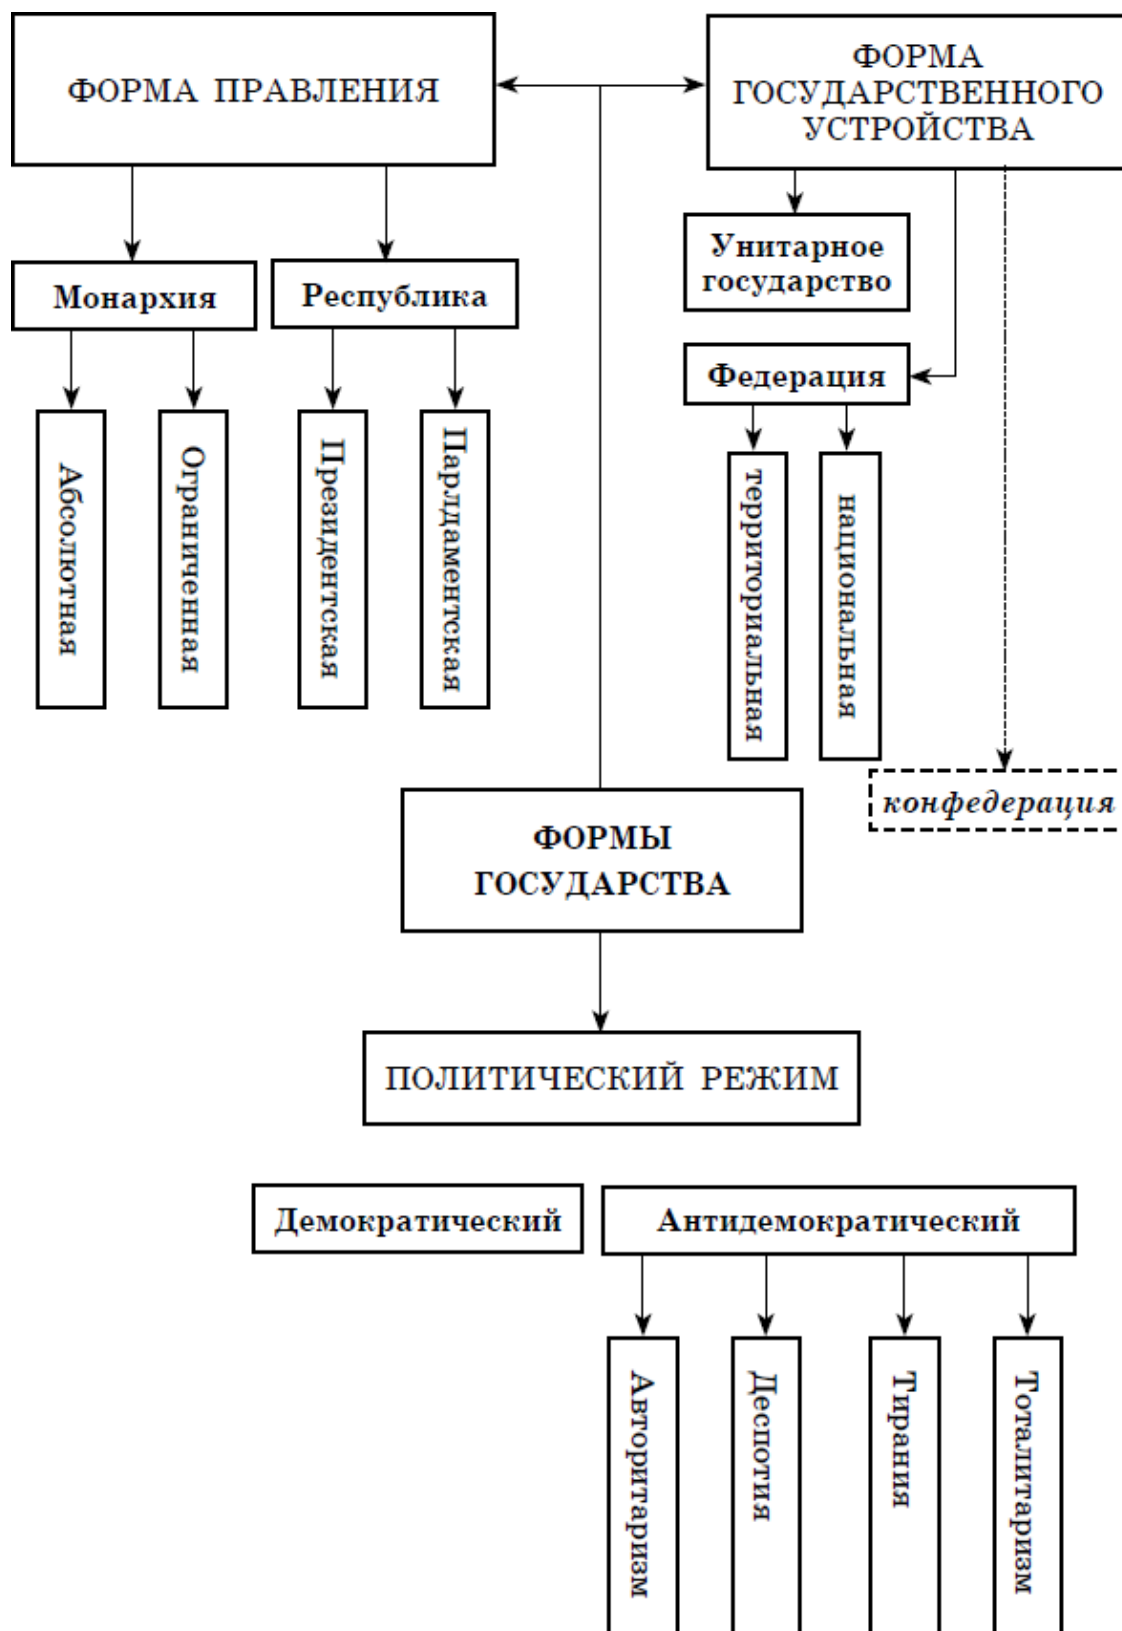 ФОРМА ПРАВЛЕНИЯ
ФОРМА
ГОСУДАРСТВЕННОГО
УСТРОЙСТВА
Монархия
Республика
Абсолютная
Ограниченная
Президентская
Парлдаментская
Унитарное
государство
Федерация
территориальная
национальная
конфедерация
ФОРМЫ
ГОСУДАРСТВА
ПОЛИТИЧЕСКИЙ РЕЖИМ
Демократический
Антидемократический
Авторитаризм
Деспотия
Тирания
Тоталитаризм